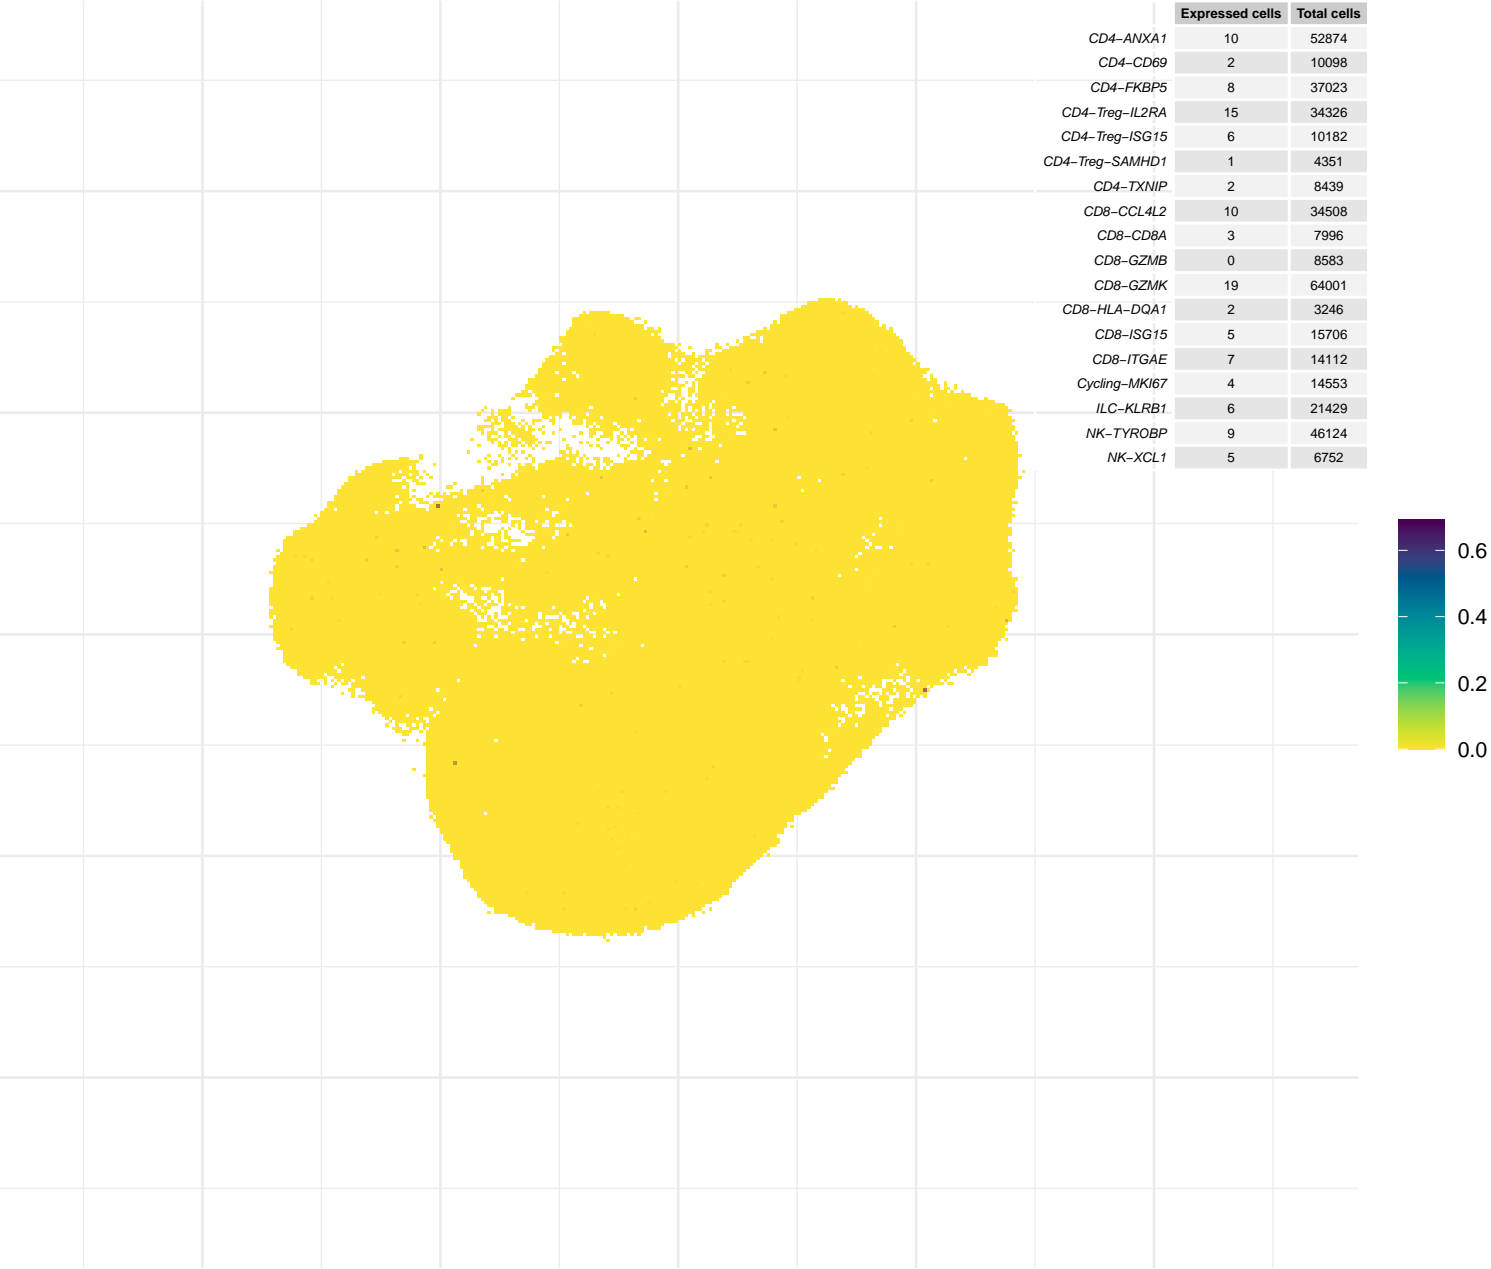 Expressed cells Total cells
CD4−ANXA1 10 52874
CD4−CD69 2 10098
CD4−FKBP5 8 37023
CD4−Treg−IL2RA 15 34326
CD4−Treg−ISG15 6 10182
CD4−Treg−SAMHD1 1 4351
CD4−TXNIP 2 8439
CD8−CCL4L2 10 34508
CD8−CD8A 3 7996
CD8−GZMB 0 8583
CD8−GZMK 19 64001
CD8−HLA−DQA1 2 3246
CD8−ISG15 5 15706
CD8−ITGAE 7 14112
Cycling−MKI67 4 14553
ILC−KLRB1 6 21429
NK−TYROBP 9 46124
NK−XCL1 5 6752
0.6
0.4
0.2
0.0